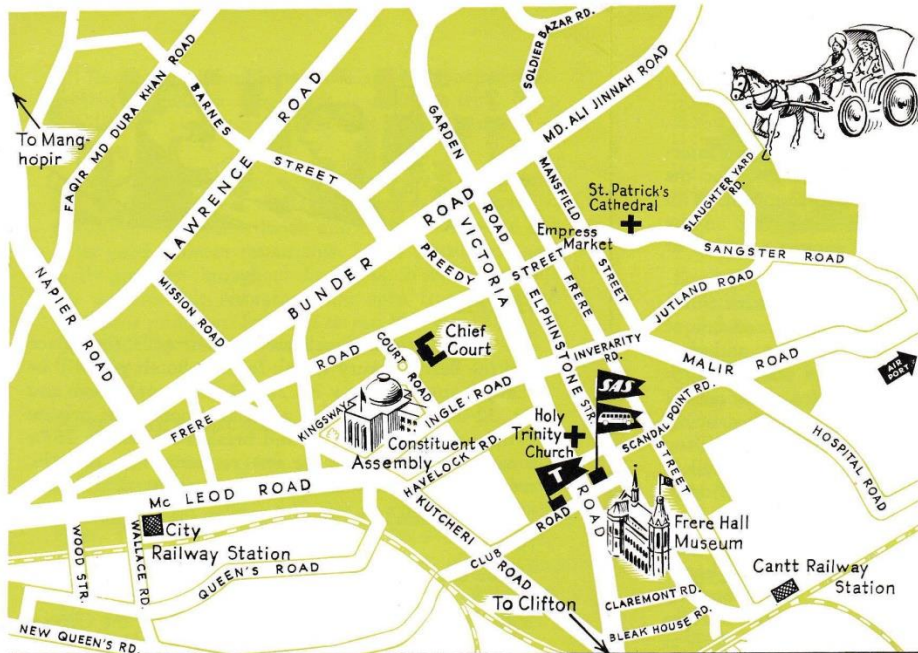 To Mang-
hopir
FAQIR MD DURA KHAN ROAD
BARNES STREET
LAWRENCE ROAD
NAPIER ROAD
MISSION ROAD
BUNDER ROAD
MD. ALI JINNAH ROAD
GARDEN ROAD
SOLDIER BAZAR RD.
MANSFIELD STREET
St. Patrick's
Cathedral
SLAUGHTER YARD
RD.
Empress
Market
SANGSTER ROAD
PREEDY STREET
VICTORIA ROAD
ELPHINSTONE STR.
FRERE STREET
JUTLAND ROAD
INVERARITY
RD.
MALIR ROAD
AIR
PORT
HOSPITAL ROAD
SCANDAL POINT RD.
FRERE ROAD
COURT ROAD
Chief
Court
KINGSWAY
INGLE ROAD
Constituent
Assembly
HAVELOCK RD.
Holy
Trinity
Church
SAS
T
Mc LEOD ROAD
City
Railway Station
WOOD STR.
WALLACE RD.
QUEEN'S ROAD
NEW QUEEN'S RD.
KUTCHERI ROAD
CLUB ROAD
To Clifton
Frere Hall
Museum
CLAREMONT RD.
BLEAK HOUSE RD.
Cantt Railway
Station